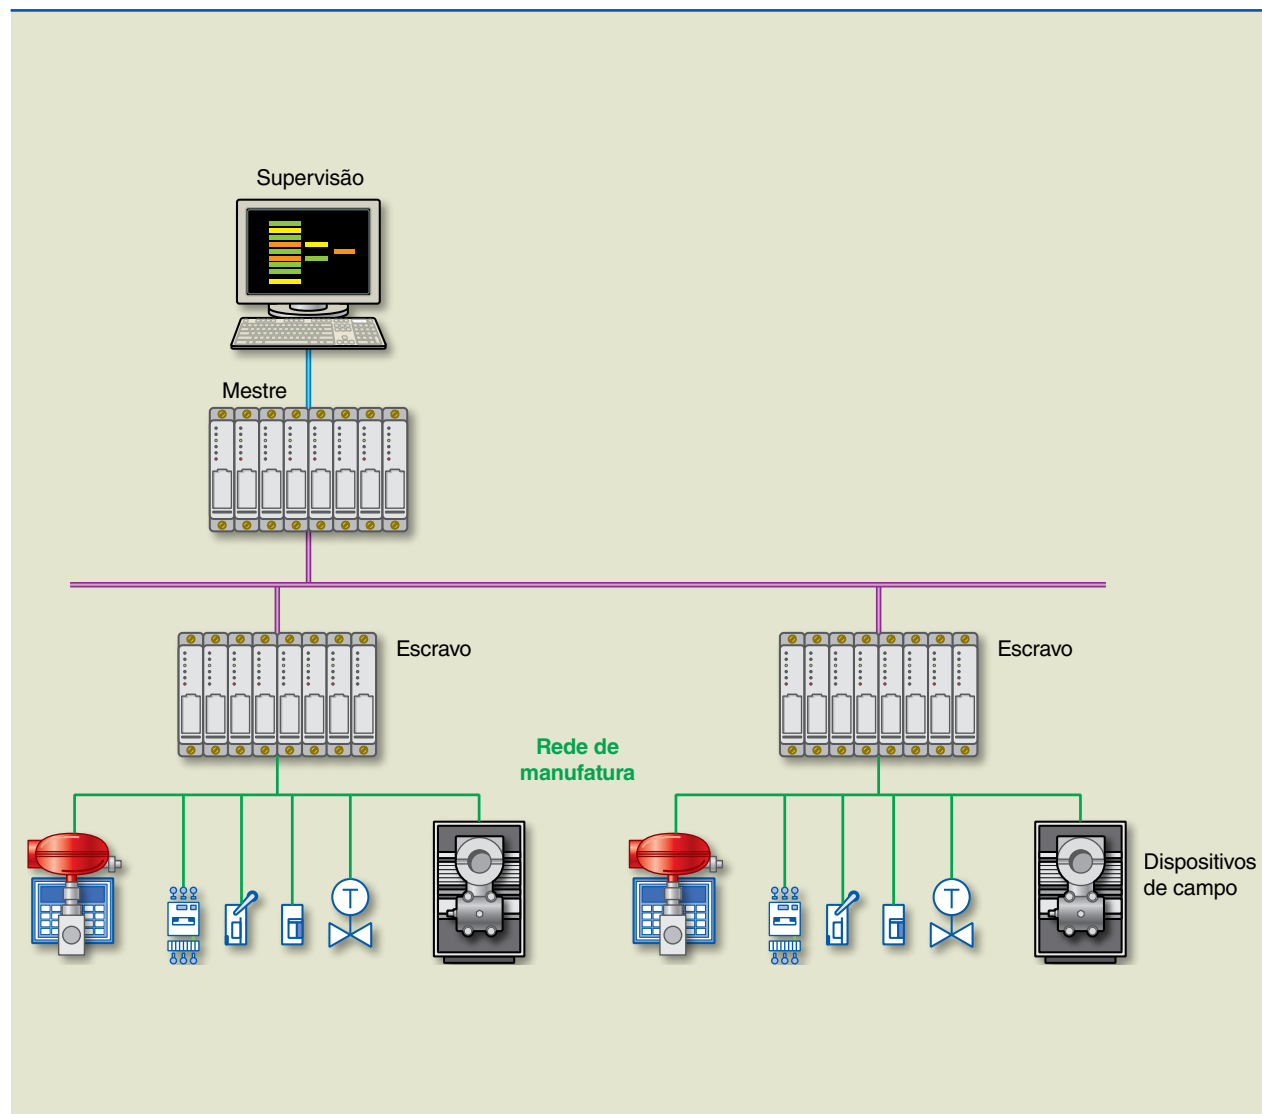 Supervisão
Mestre
Escravo
Escravo
Rede de
manufatura
Dispositivos
de campo
T
T